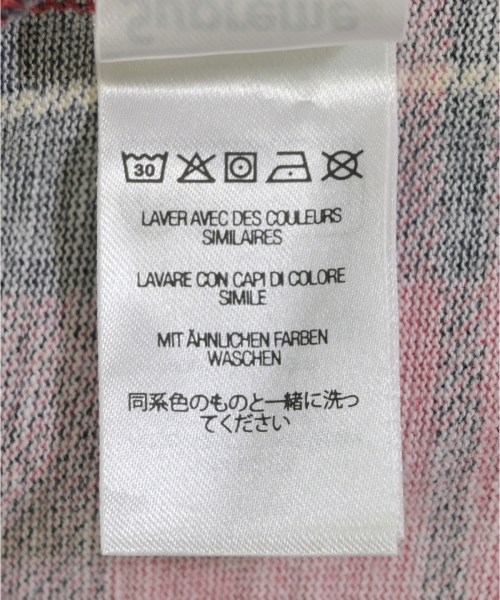 Supreme
30
LAVER AVEC DES COULEURS
SIMILAIRES
LAVARE CON CAPI DI COLORE
SIMILE
MIT ÄHNLICHEN FARBEN
WASCHEN
同系色のものと一緒に洗っ
てください